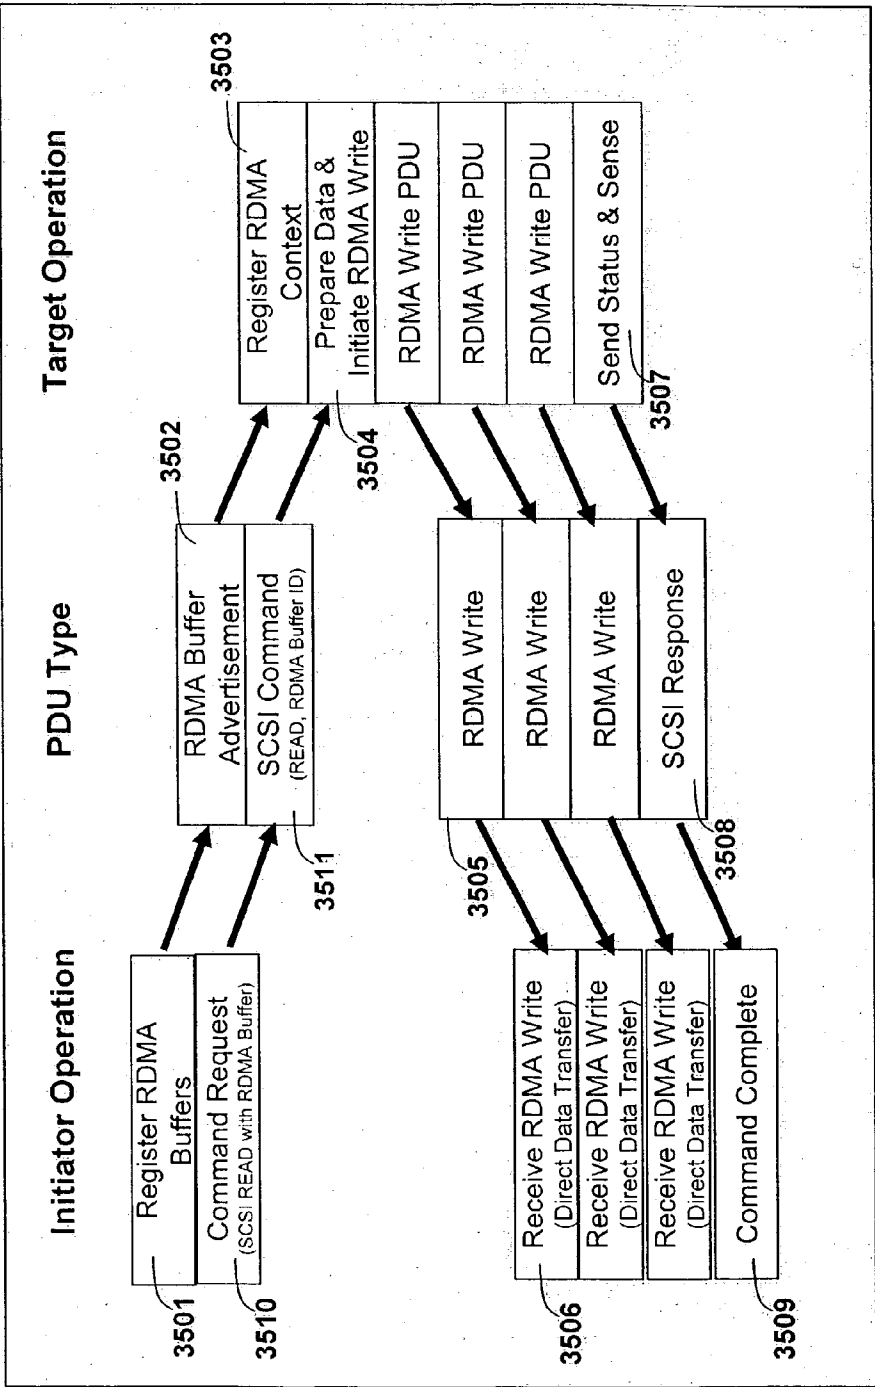 Initiator Operation
PDU Type
Target Operation
3501
Register RDMA
Buffers
3510
Command Request
(SCSI READ with RDMA Buffer)
3502
RDMA Buffer
Advertisement
SCSI Command
(READ, RDMA Buffer ID)
3511
3503
Register RDMA
Context
Prepare Data &
Initiate RDMA Write
3504
RDMA Write PDU
RDMA Write PDU
RDMA Write PDU
Send Status & Sense
3507
RDMA Write
3505
RDMA Write
RDMA Write
SCSI Response
3508
Receive RDMA Write
(Direct Data Transfer)
3506
Receive RDMA Write
(Direct Data Transfer)
Receive RDMA Write
(Direct Data Transfer)
Command Complete
3509